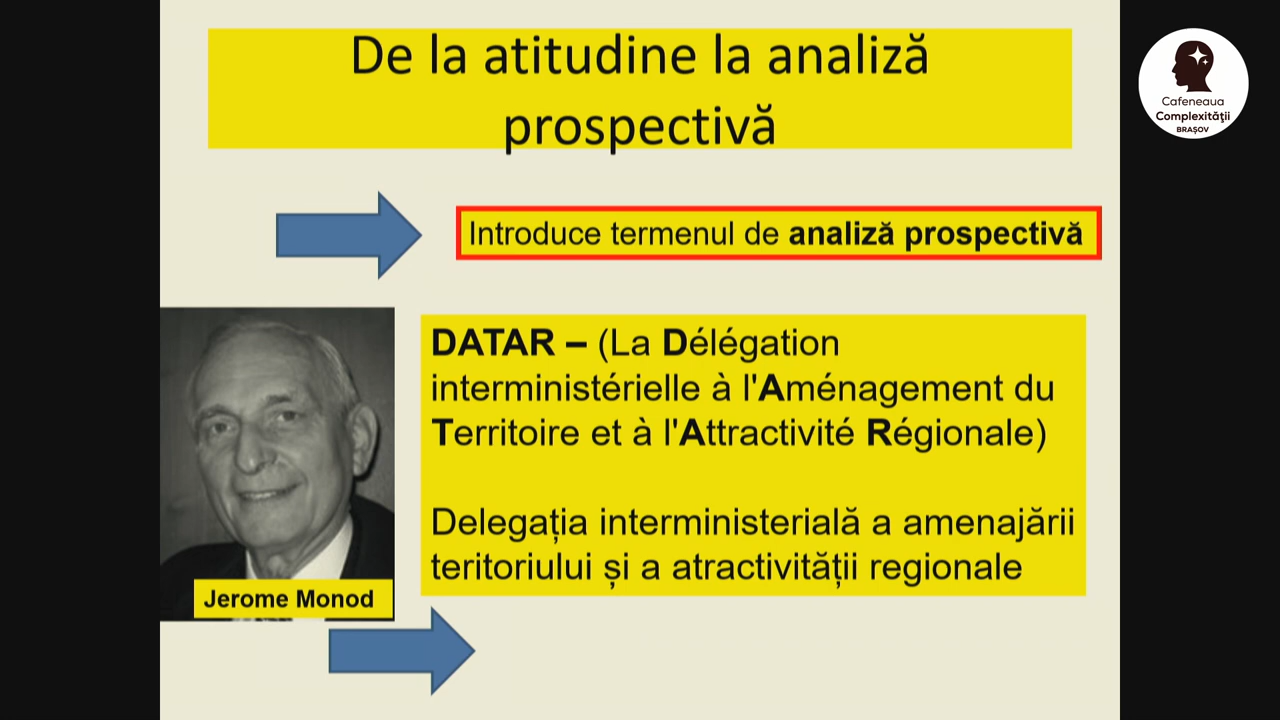 De la atitudine la analiză
prospectivă
Cafeneaua
Complexităţii
BRAȘOV
Introduce termenul de analiză prospectivă
DATAR – (La Délégation
interministérielle à l'Aménagement du
Territoire et à l'Attractivité Régionale)
Delegația interministerială a amenajării
teritoriului și a atractivității regionale
Jerome Monod